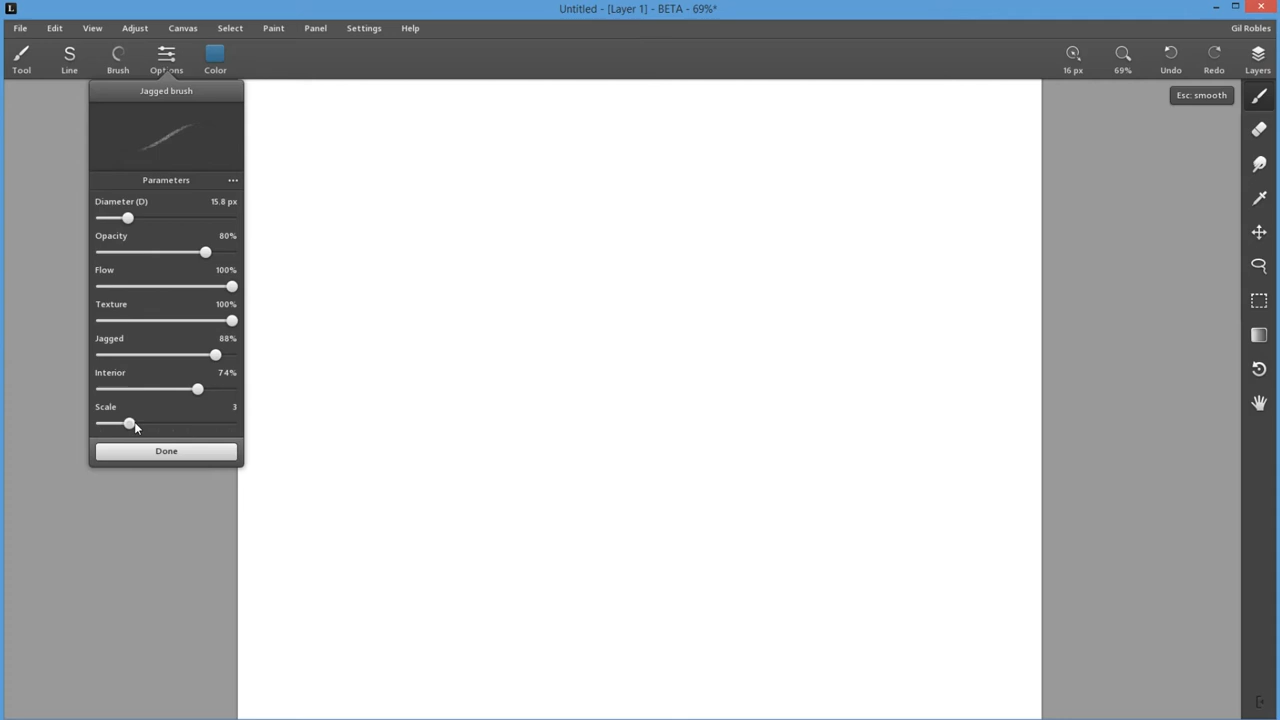 L
Untitled - [Layer 1] - BETA - 69%*
File Edit View Adjust Canvas Select Paint Panel Settings Help Gil Robles
Tool Line Brush Options Color 16 px 69% Undo Redo Layers
Jagged brush
Esc: smooth
Parameters ...
Diameter (D) 15.8 px
Opacity 80%
Flow 100%
Texture 100%
Jagged 88%
Interior 74%
Scale 3
Done